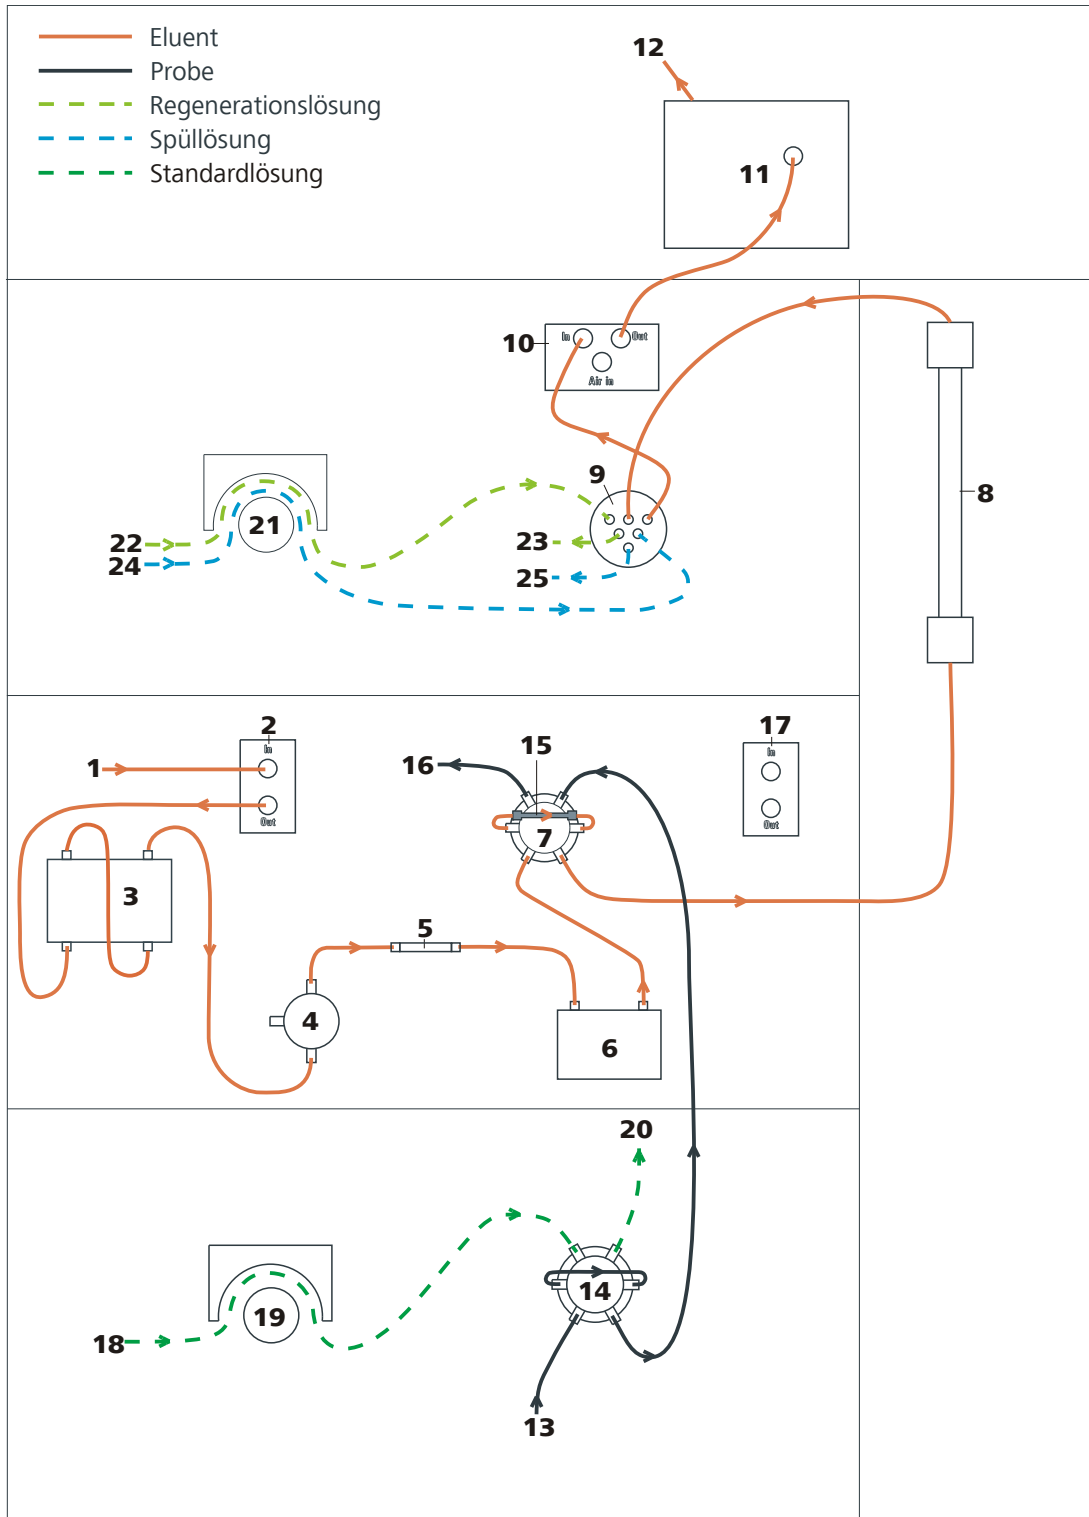 Eluent
Probe
Regenerationslösung
Spüllösung
Standardlösung
12
11
10
In
Out
Air in
9
8
21
22
24
23
25
2
In
Out
1
15
16
7
17
In
Out
3
5
4
6
20
14
19
18
13